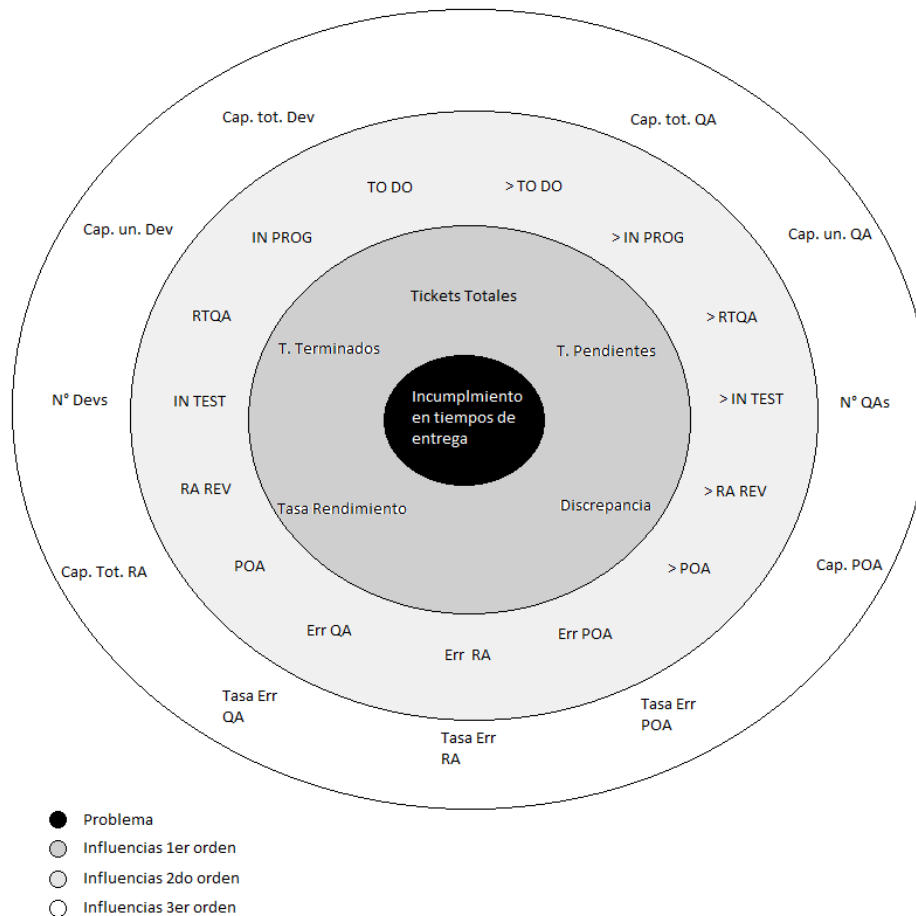 Cap. tot. Dev
Cap. tot. QA
TO DO
> TO DO
Cap. un. Dev
IN PROG
> IN PROG
Cap. un. QA
Tickets Totales
RTQA
> RTQA
T. Terminados
T. Pendientes
N° Devs
IN TEST
Incumplmiento
en tiempos de
entrega
> IN TEST
N° QAs
RA REV
> RA REV
Tasa Rendimiento
Discrepancia
Cap. Tot. RA
POA
> POA
Cap. POA
Err QA
Err RA
Err POA
Tasa Err
QA
Tasa Err
RA
Tasa Err
POA
Problema
Influencias 1er orden
Influencias 2do orden
Influencias 3er orden